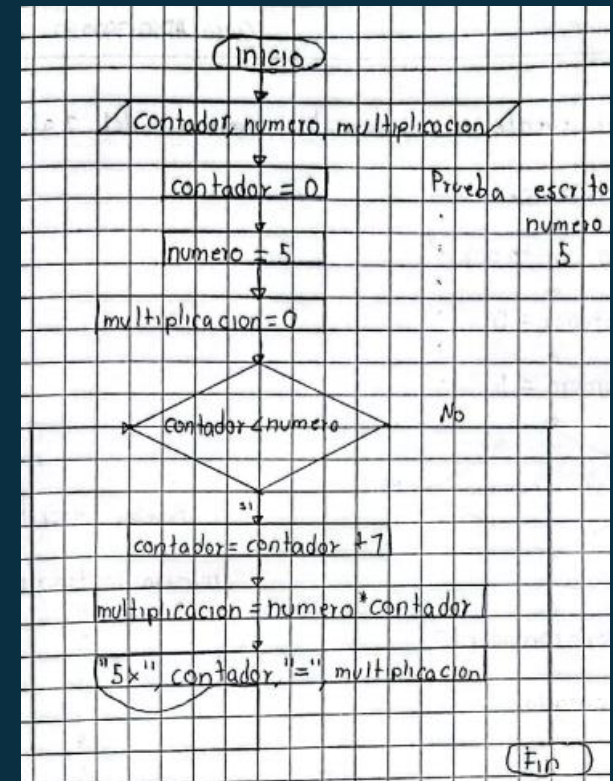 Inicio
contador, numero, multiplicacion
contador = 0
Prueba escrito
numero
numero = 5
5
multiplicacion=0
contador < numero
No
si
contador = contador +1
multiplicacion = numero * contador
"5x", contador, "=", multiplicacion
Fin